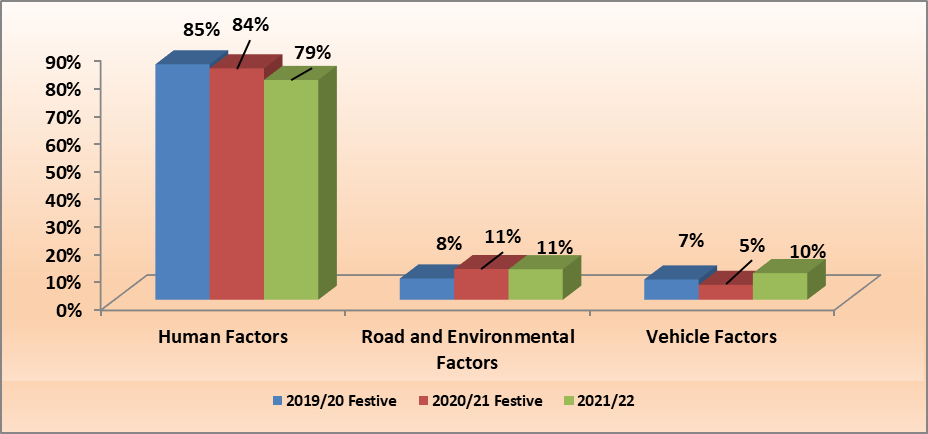 85% 84% 79%
90%
80%
70%
60%
50%
40%
30%
20%
10%
0%
8% 11% 11%
7% 5% 10%
Human Factors
Road and Environmental
Factors
Vehicle Factors
2019/20 Festive 2020/21 Festive 2021/22